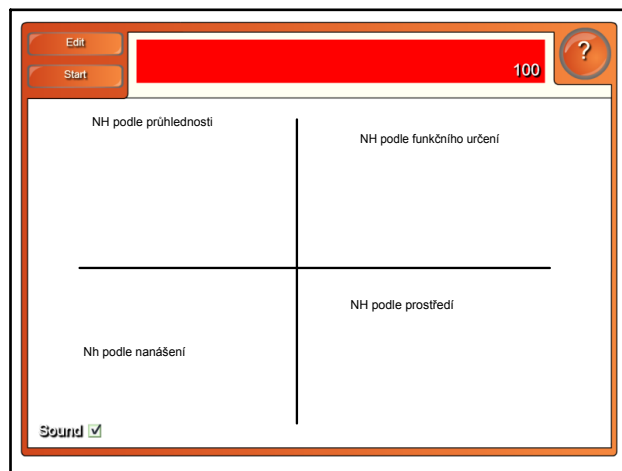 Edit
Start
100
?
NH podle průhlednosti
NH podle funkčního určení
NH podle prostředí
Nh podle nanášení
Sound